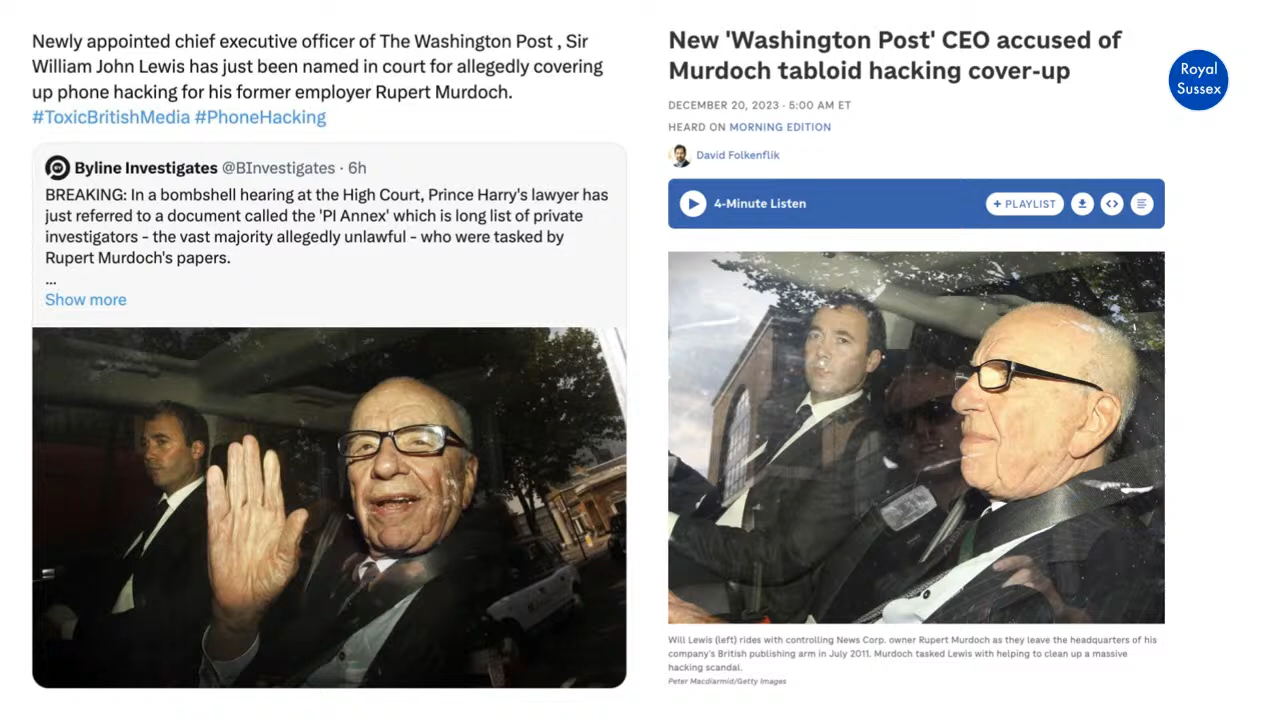 Newly appointed chief executive officer of The Washington Post , Sir
William John Lewis has just been named in court for allegedly covering
up phone hacking for his former employer Rupert Murdoch.
#ToxicBritishMedia #PhoneHacking
Byline Investigates @BInvestigates · 6h
BREAKING: In a bombshell hearing at the High Court, Prince Harry's lawyer has
just referred to a document called the 'PI Annex' which is long list of private
investigators - the vast majority allegedly unlawful - who were tasked by
Rupert Murdoch's papers.
...
Show more
New 'Washington Post' CEO accused of
Murdoch tabloid hacking cover-up
DECEMBER 20, 2023 · 5:00 AM ET
HEARD ON MORNING EDITION
David Folkenflik
4-Minute Listen
+ PLAYLIST
Will Lewis (left) rides with controlling News Corp. owner Rupert Murdoch as they leave the headquarters of his
company's British publishing arm in July 2011. Murdoch tasked Lewis with helping to clean up a massive
hacking scandal.
Peter Macdiarmid/Getty Images
Royal
Sussex